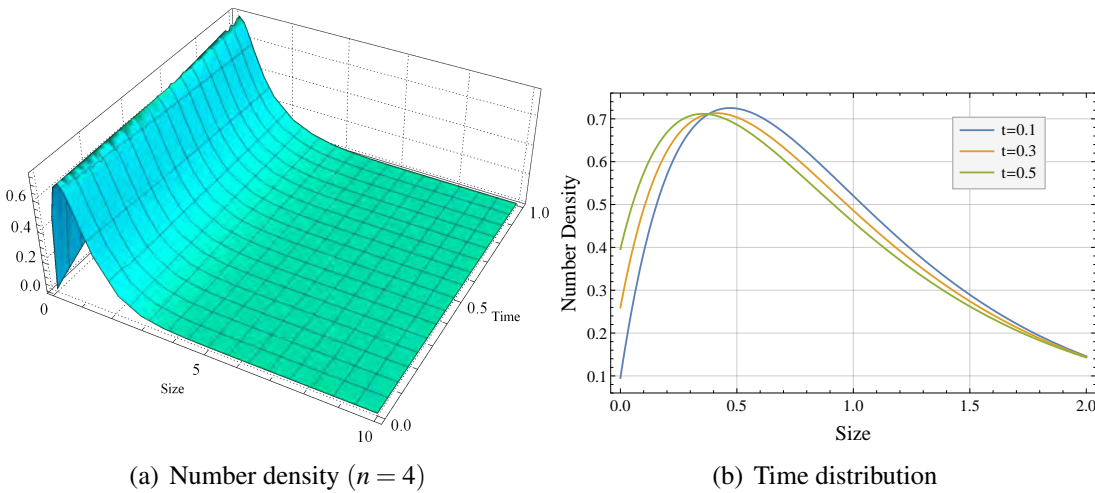 0.6
0.4
0.2
0.0
0
5
10
Size
0.0
0.5
1.0
Time
(a) Number density (n = 4)
0.7
0.6
0.5
0.4
0.3
0.2
0.1
Number Density
t=0.1
t=0.3
t=0.5
0.0 0.5 1.0 1.5 2.0
Size
(b) Time distribution